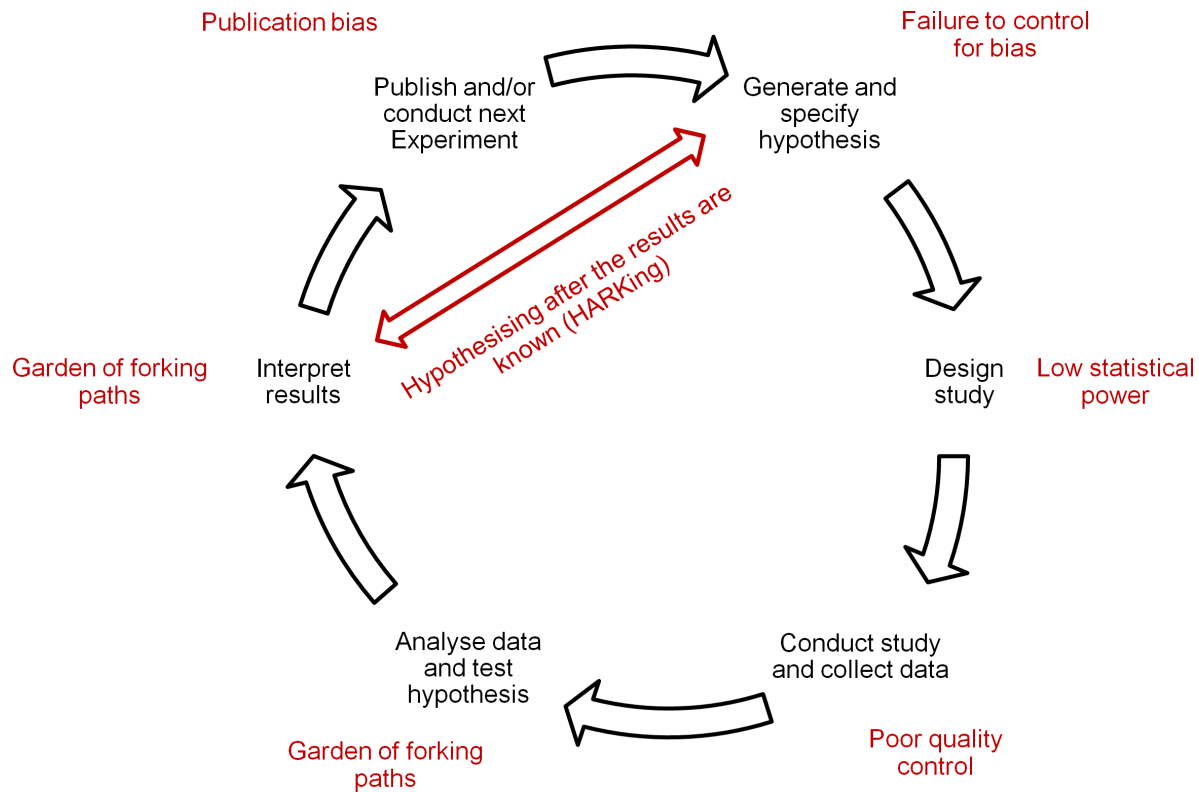 Publication bias
Failure to control
for bias
Publish and/or
conduct next
Experiment
Generate and
specify
hypothesis
Hypothesising after the results are
known (HARKing)
Garden of forking
paths
Interpret
results
Design
study
Low statistical
power
Analyse data
and test
hypothesis
Conduct study
and collect data
Garden of forking
paths
Poor quality
control